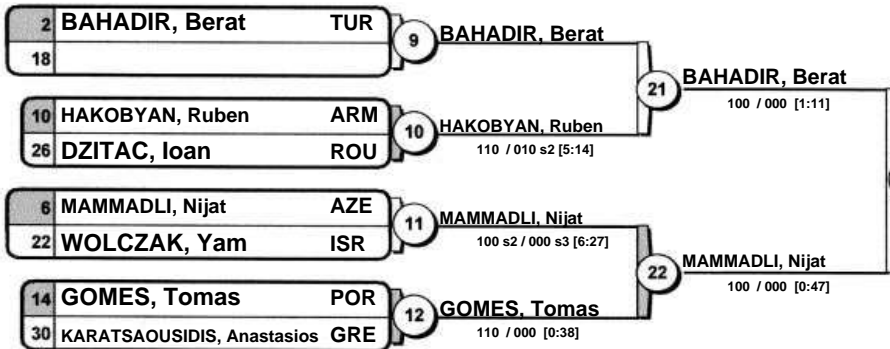 2 BAHADIR, Berat TUR
18
9
BAHADIR, Berat
10 HAKOBYAN, Ruben ARM
26 DZITAC, Ioan ROU
10
HAKOBYAN, Ruben
110 / 010 s2 [5:14]
21
BAHADIR, Berat
100 / 000 [1:11]
6 MAMMADLI, Nijat AZE
22 WOLCZAK, Yam ISR
11
MAMMADLI, Nijat
100 s2 / 000 s3 [6:27]
14 GOMES, Tomas POR
30 KARATSAOUSIDIS, Anastasios GRE
12
GOMES, Tomas
110 / 000 [0:38]
22
MAMMADLI, Nijat
100 / 000 [0:47]